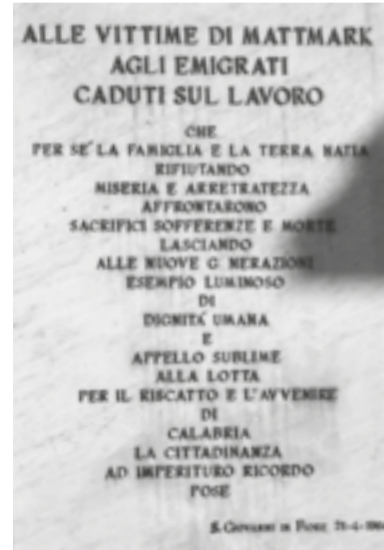 ALLE VITTIME DI MATTMARK
AGLI EMIGRATI
CADUTI SUL LAVORO
CHE
PER SE' LA FAMIGLIA E LA TERRA NATIA
RIFIUTANDO
MISERIA E ARRETRATEZZA
AFFRONTARONO
SACRIFICI SOFFERENZE E MORTE
LASCIANDO
ALLE NUOVE G NERAZIONI
ESEMPIO LUMINOSO
DI
DIGNITA' UMANA
E
APPELLO SUBLIME
ALLA LOTTA
PER IL RISCATTO E L'AVVENIRE
DI
CALABRIA
LA CITTADINANZA
AD IMPERITURO RICORDO
POSE
S. GIOVANNI IN FIORE